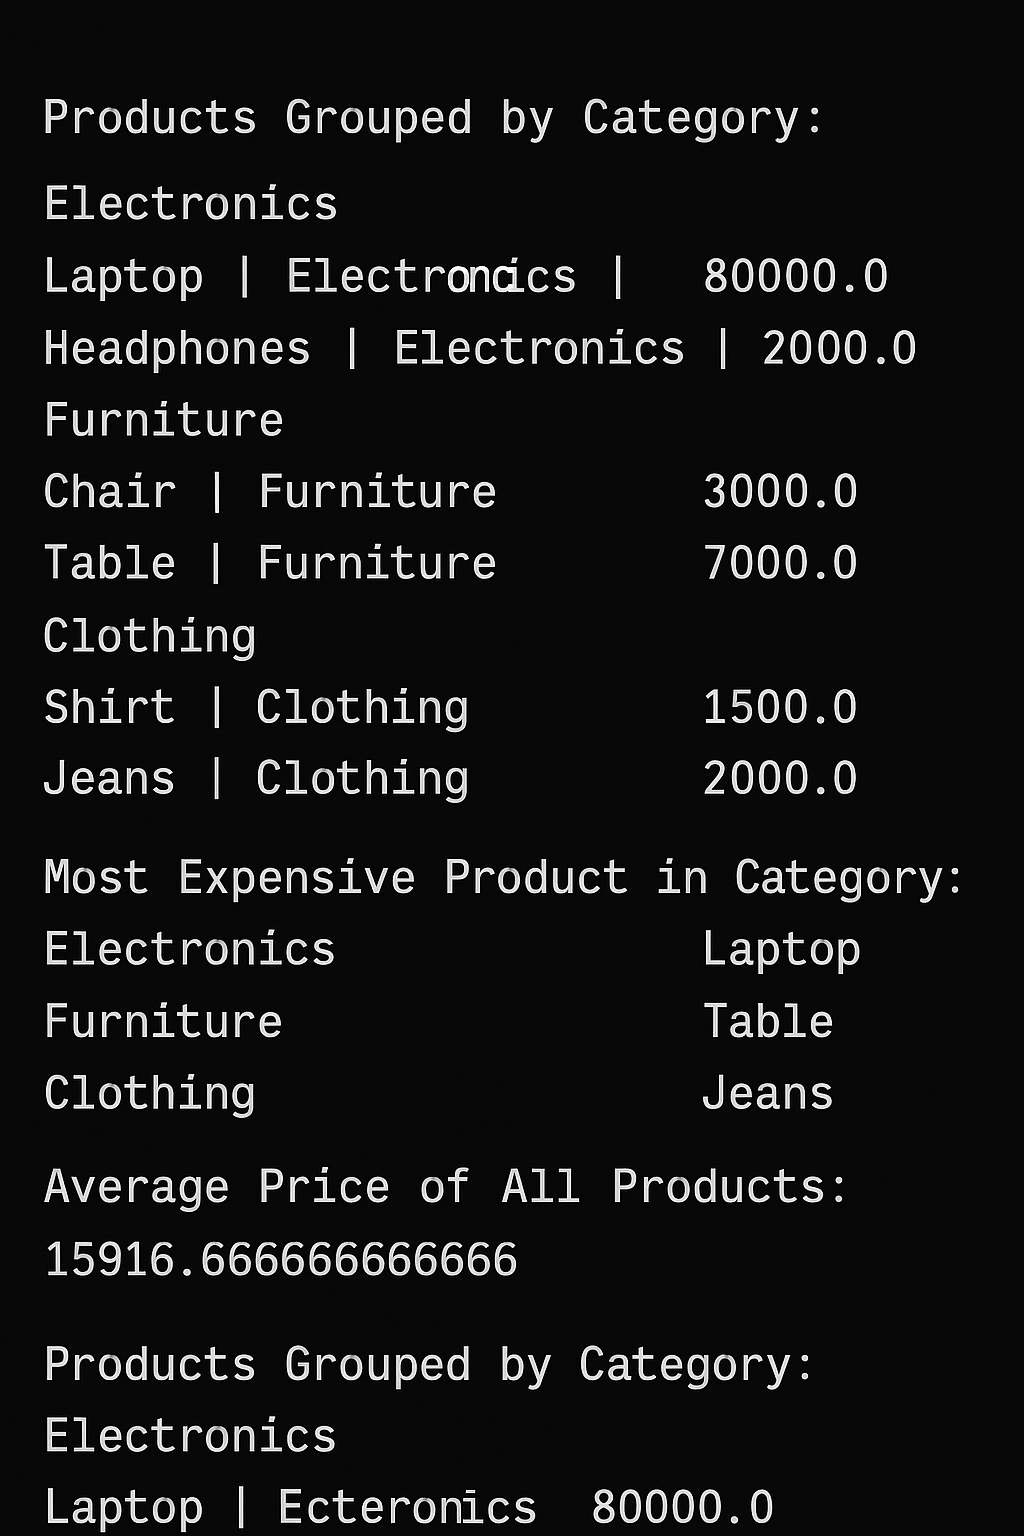 Products Grouped by Category:
Electronics
Laptop | Electronics | 80000.0
Headphones | Electronics | 2000.0
Furniture
Chair | Furniture 3000.0
Table | Furniture 7000.0
Clothing
Shirt | Clothing 1500.0
Jeans | Clothing 2000.0
Most Expensive Product in Category:
Electronics Laptop
Furniture Table
Clothing Jeans
Average Price of All Products:
15916.666666666666
Products Grouped by Category:
Electronics
Laptop | Ecteronics 80000.0